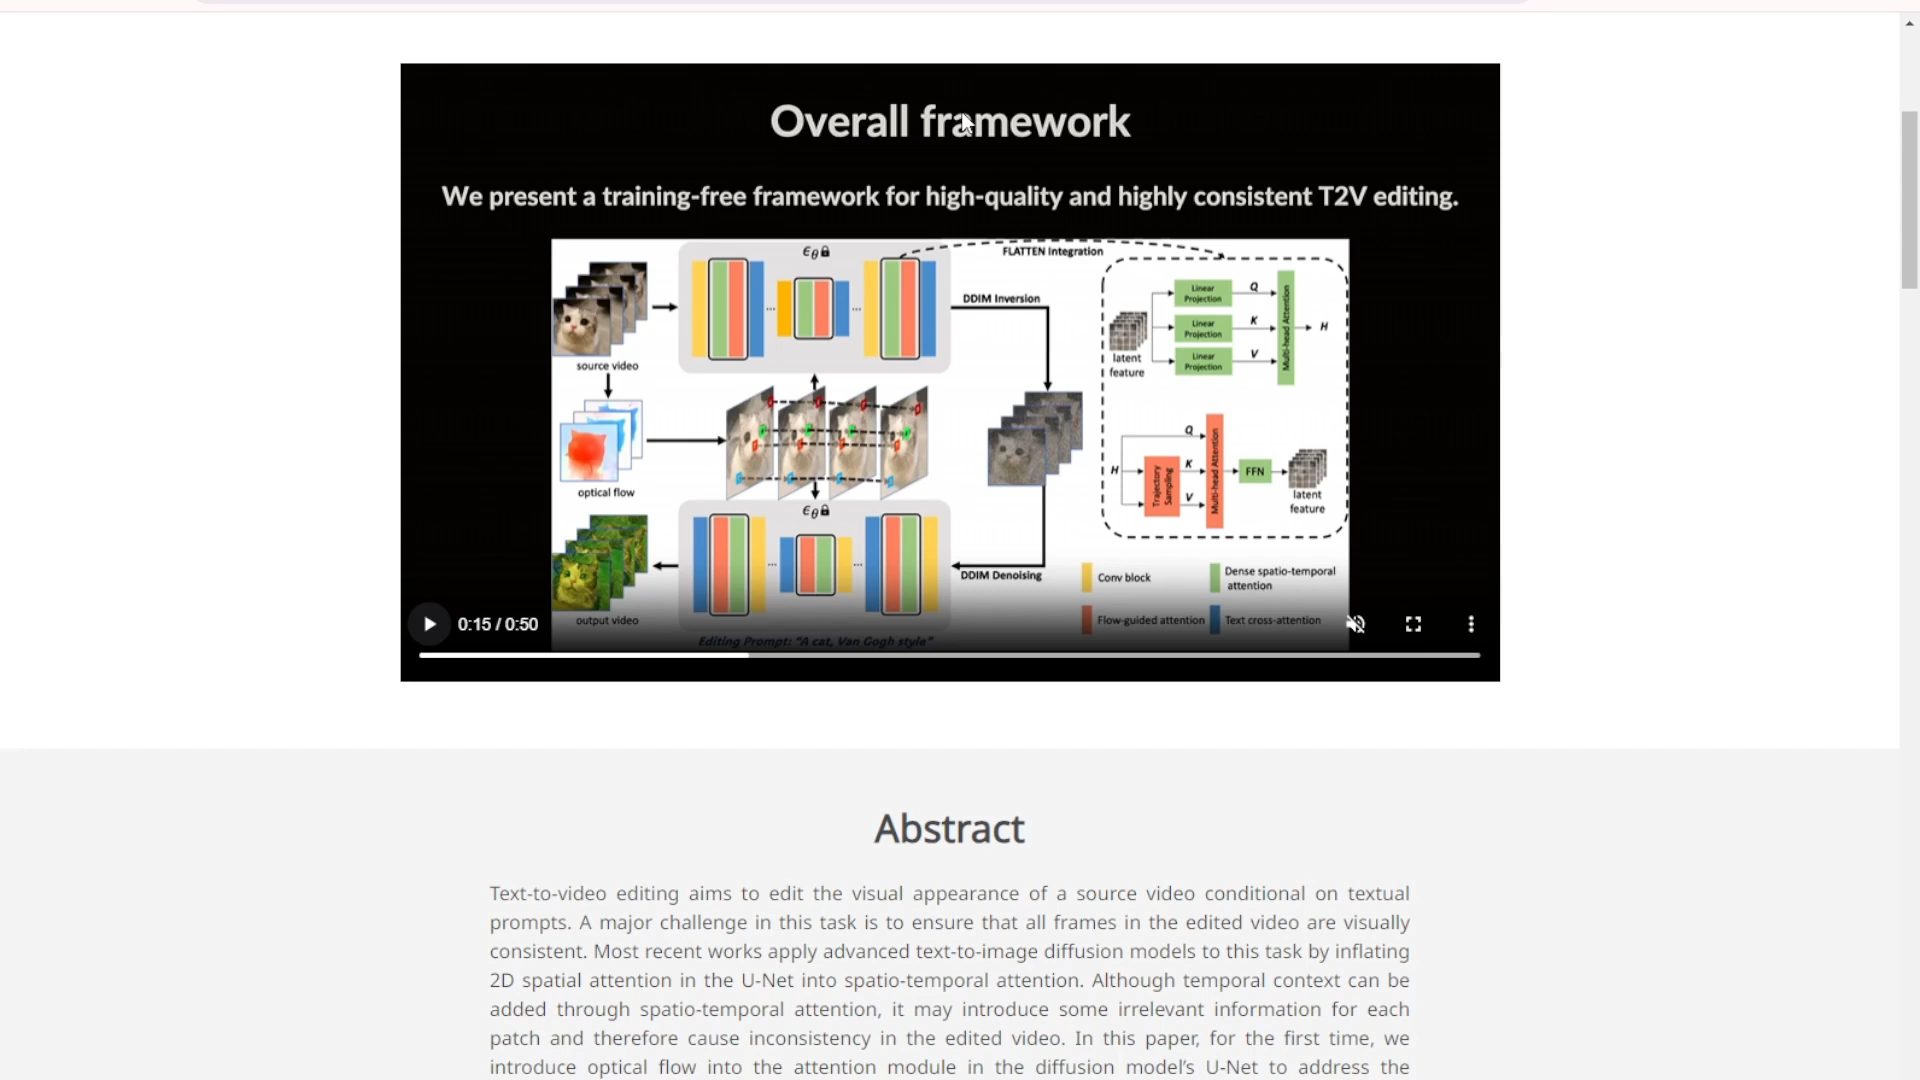 Overall framework
We present a training-free framework for high-quality and highly consistent T2V editing.
ϵθ
FLATTEN Integration
DDIM Inversion
source video
optical flow
ϵθ
DDIM Denoising
output video
Editing Prompt: "A cat, Van Gogh style"
Linear Projection
Q
Linear Projection
K
Linear Projection
V
Multi-head Attention
H
latent feature
H
Trajectory Sampling
Q
K
V
Multi-head Attention
FFN
latent feature
Conv block
Dense spatio-temporal attention
Flow-guided attention
Text cross-attention
0:15 / 0:50
Abstract
Text-to-video editing aims to edit the visual appearance of a source video conditional on textual
prompts. A major challenge in this task is to ensure that all frames in the edited video are visually
consistent. Most recent works apply advanced text-to-image diffusion models to this task by inflating
2D spatial attention in the U-Net into spatio-temporal attention. Although temporal context can be
added through spatio-temporal attention, it may introduce some irrelevant information for each
patch and therefore cause inconsistency in the edited video. In this paper, for the first time, we
introduce optical flow into the attention module in the diffusion model's U-Net to address the